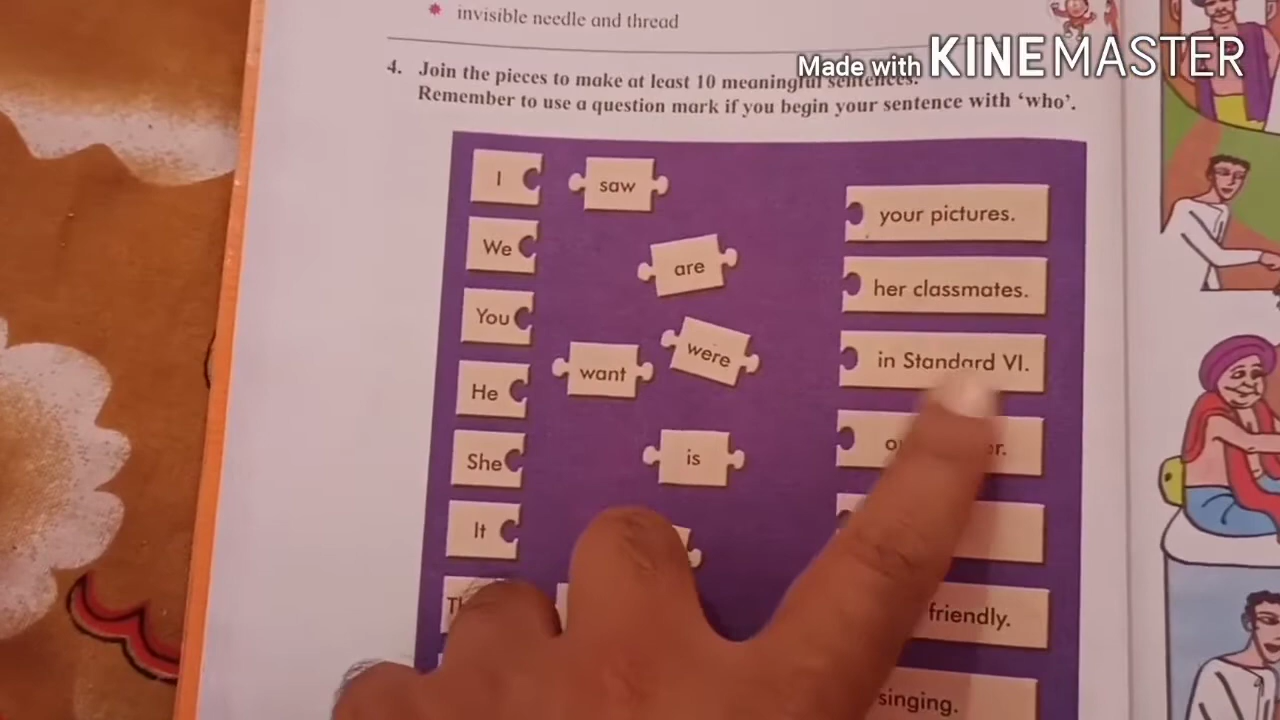 invisible needle and thread
Made with KINEMASTER
4. Join the pieces to make at least 10 meaningful sentences.
Remember to use a question mark if you begin your sentence with ‘who’.
I
saw
your pictures.
We
are
her classmates.
You
were
in Standard VI.
want
He
She
is
It
friendly.
singing.